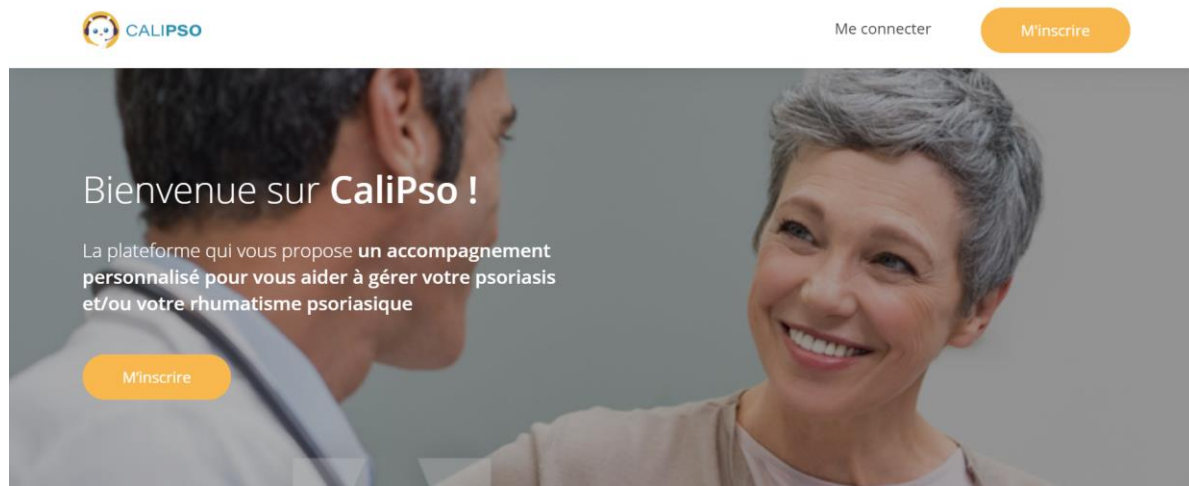 CALIPSO
Me connecter
M'inscrire
Bienvenue sur CaliPso !
La plateforme qui vous propose un accompagnement
personnalisé pour vous aider à gérer votre psoriasis
et/ou votre rhumatisme psoriasique
M'inscrire